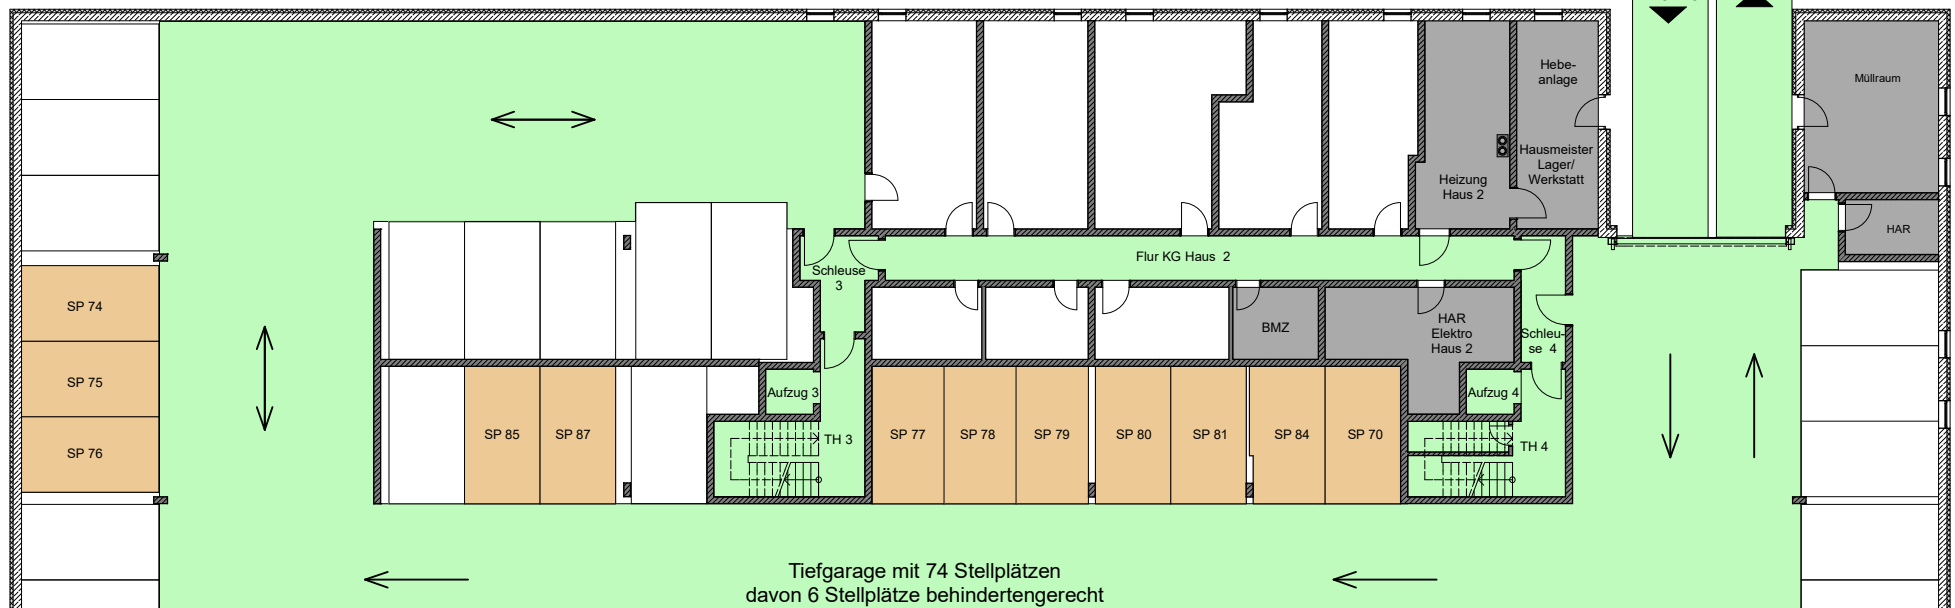 Hebe-
anlage
Müllraum
Hausmeister
Lager/
Werkstatt
Heizung
Haus 2
HAR
Flur KG Haus 2
Schleuse
3
SP 74
SP 75
SP 76
BMZ
HAR
Elektro
Haus 2
Schleu-
se 4
Aufzug 3
Aufzug 4
SP 85
SP 87
TH 3
SP 77
SP 78
SP 79
SP 80
SP 81
SP 84
SP 70
TH 4
Tiefgarage mit 74 Stellplätzen
davon 6 Stellplätze behindertengerecht